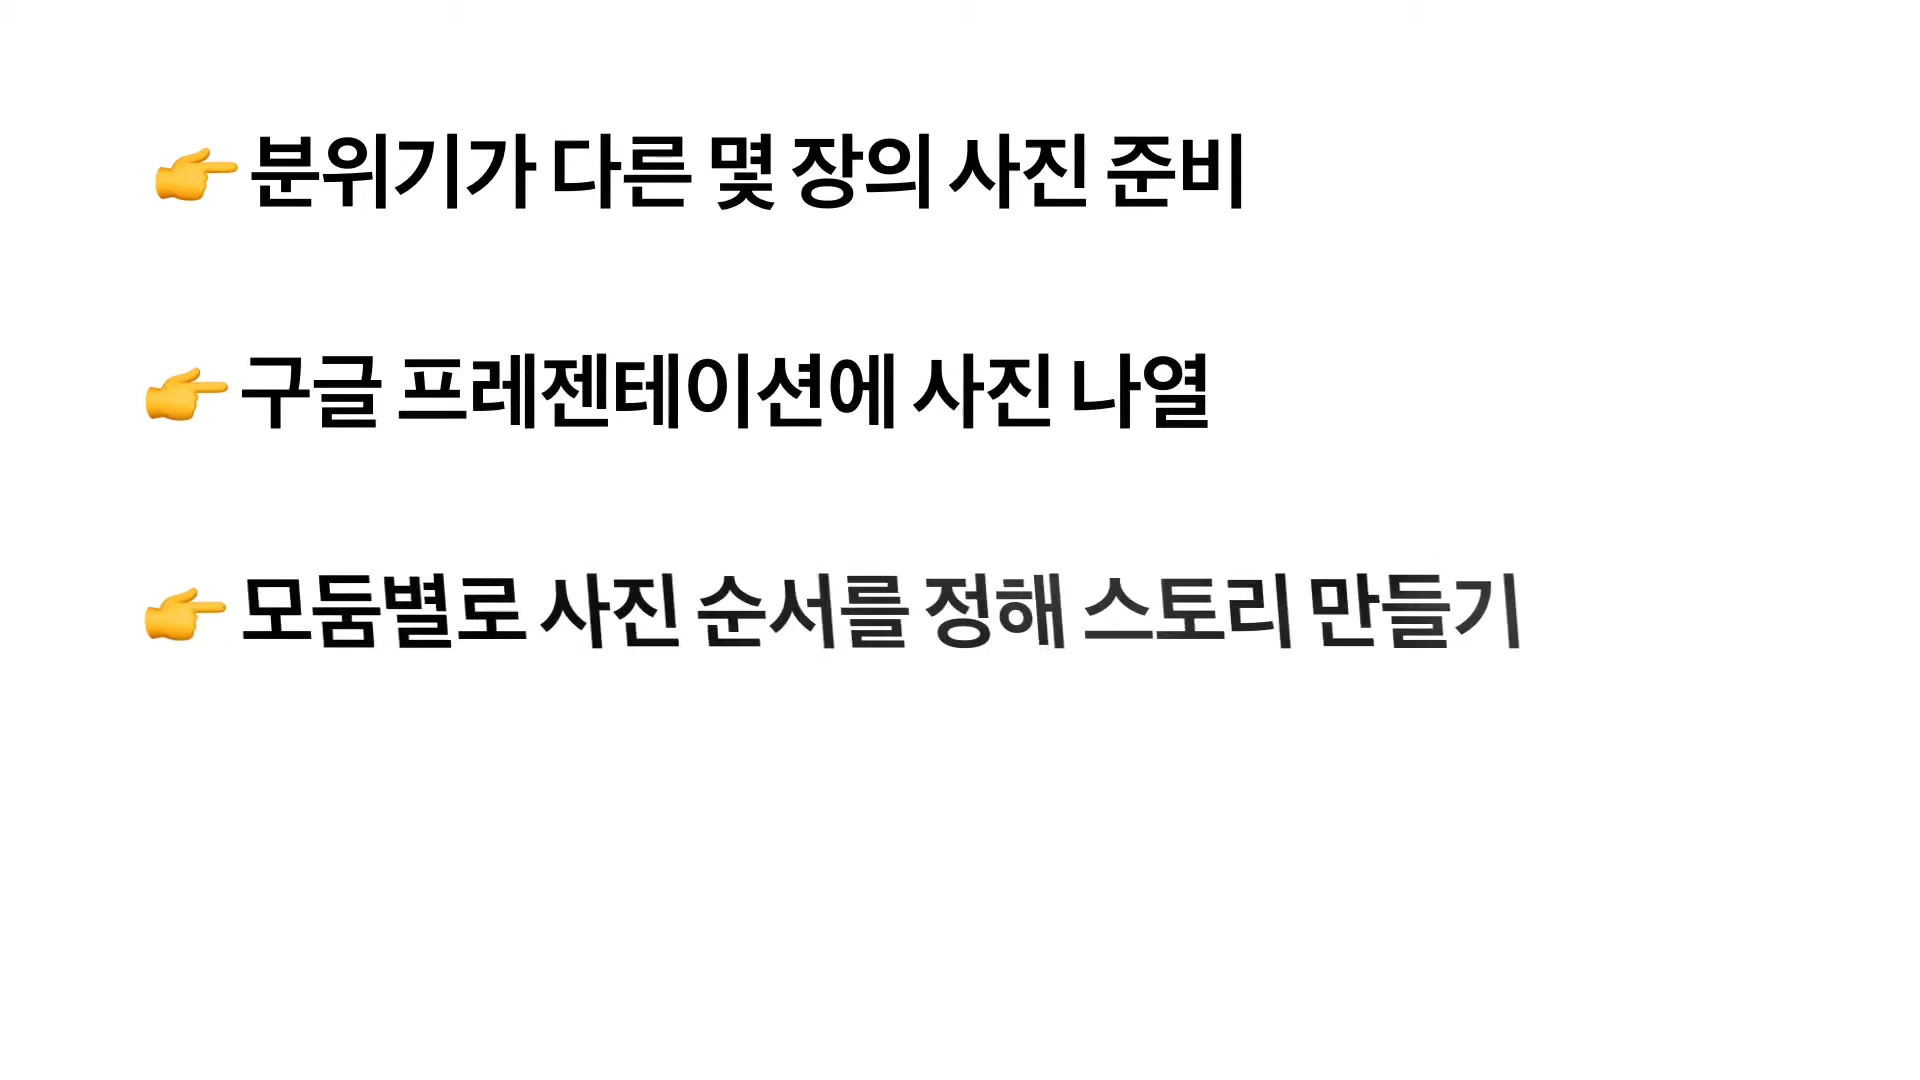 👉 분위기가 다른 몇 장의 사진 준비
👉 구글 프레젠테이션에 사진 나열
👉 모둠별로 사진 순서를 정해 스토리 만들기